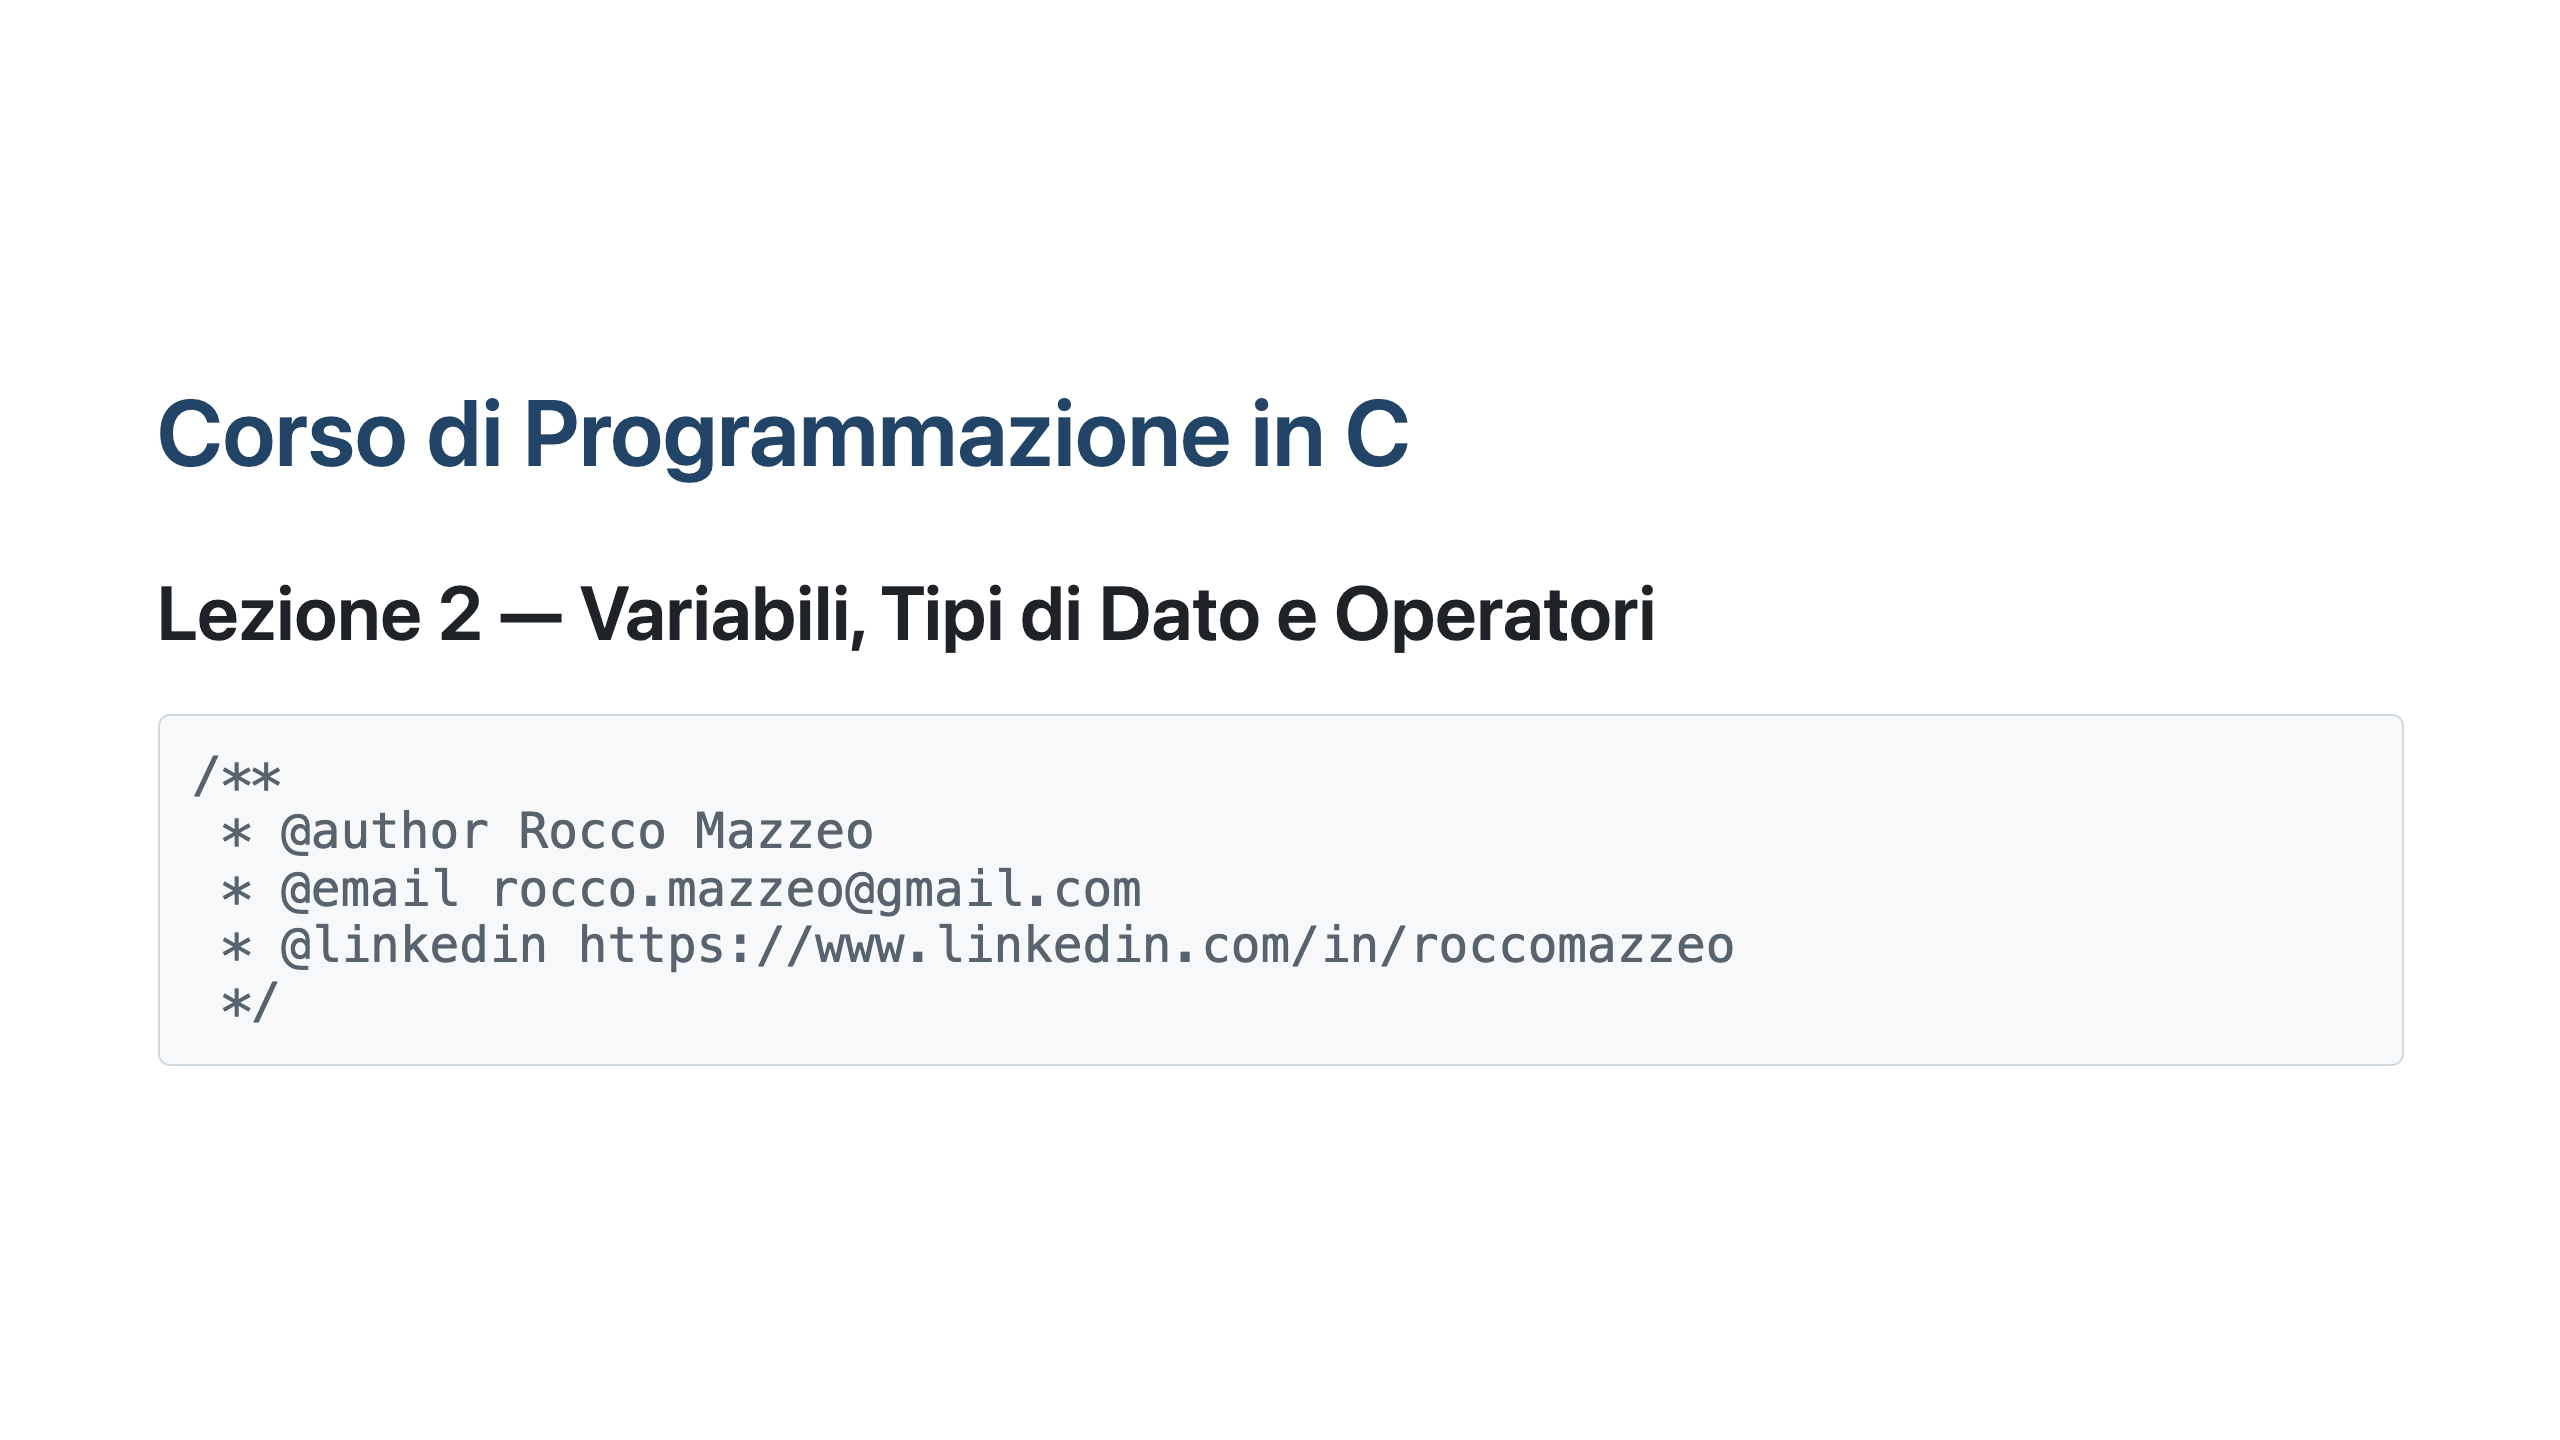 Corso di Programmazione in C
Lezione 2 — Variabili, Tipi di Dato e Operatori
/**
 * @author Rocco Mazzeo
 * @email rocco.mazzeo@gmail.com
 * @linkedin https://www.linkedin.com/in/roccomazzeo
 */